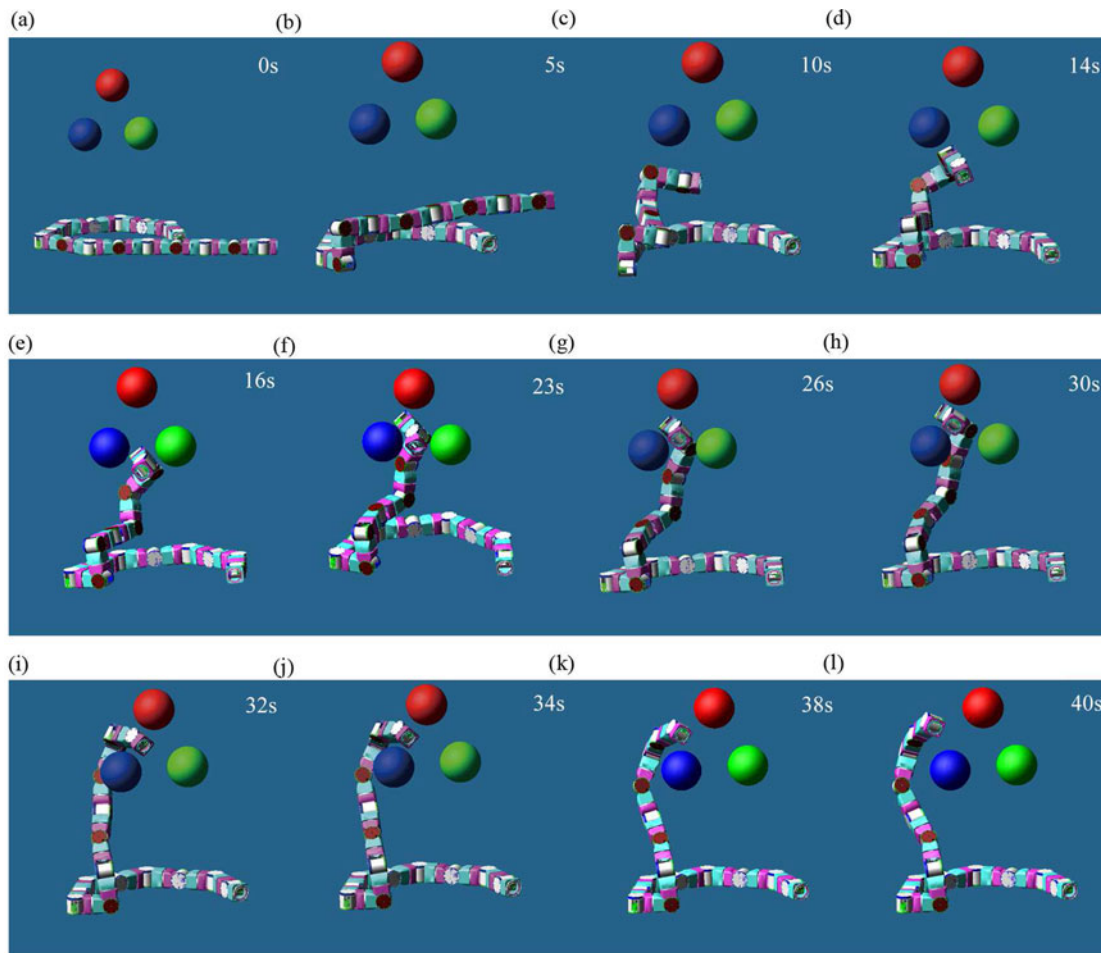 (a) (b) (c) (d)
0s 5s 10s 14s
(e) (f) (g) (h)
16s 23s 26s 30s
(i) (j) (k) (l)
32s 34s 38s 40s